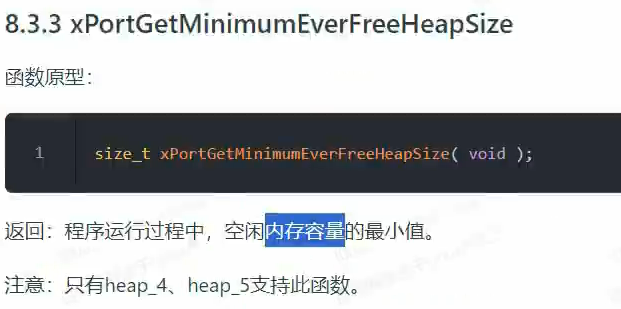 8.3.3 xPortGetMinimumEverFreeHeapSize
函数原型：
1 size_t xPortGetMinimumEverFreeHeapSize( void );
返回：程序运行过程中，空闲内存容量的最小值。
注意：只有heap_4、heap_5支持此函数。